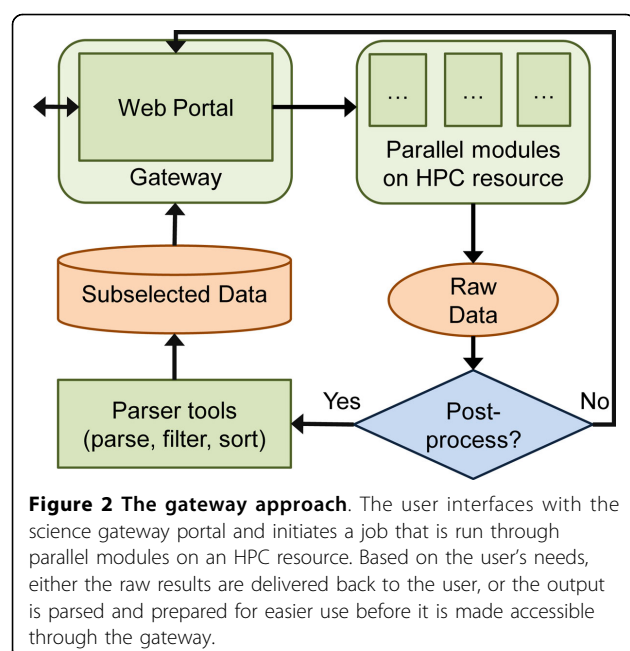 Web Portal
Gateway
... ... ...
Parallel modules
on HPC resource
Subselected Data
Raw
Data
Parser tools
(parse, filter, sort)
Yes
Post-
process?
No
Figure 2 The gateway approach. The user interfaces with the
science gateway portal and initiates a job that is run through
parallel modules on an HPC resource. Based on the user's needs,
either the raw results are delivered back to the user, or the output
is parsed and prepared for easier use before it is made accessible
through the gateway.